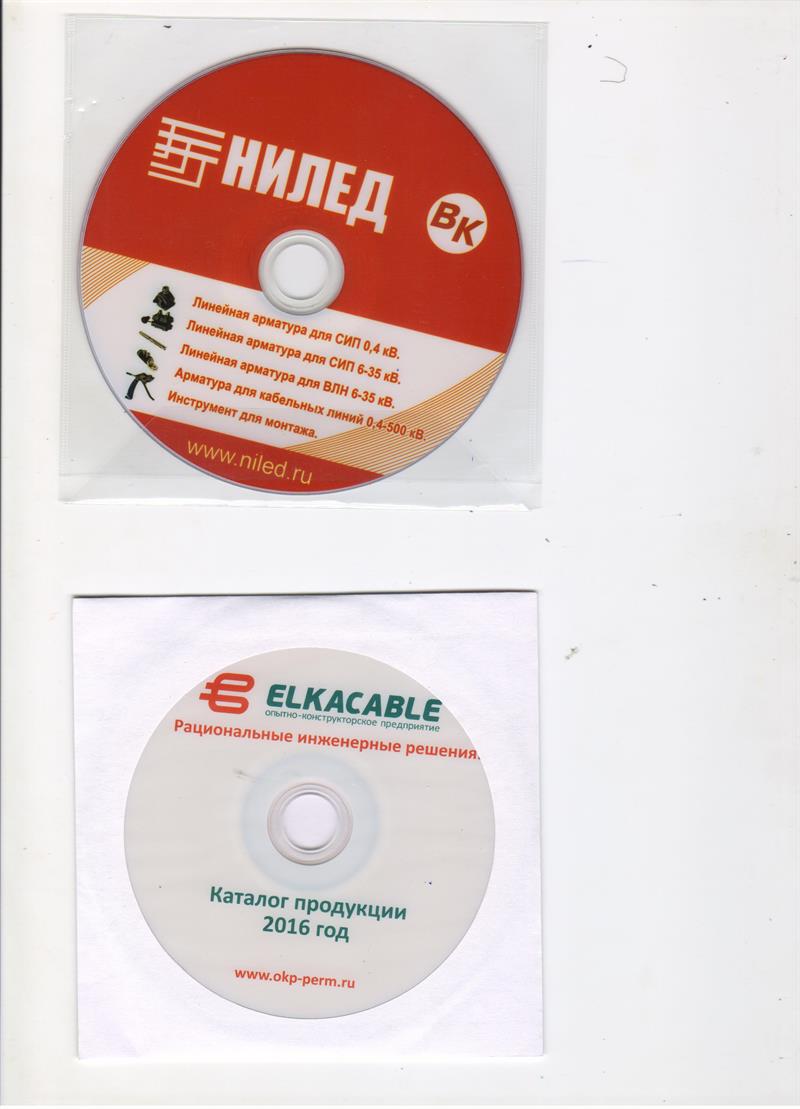 НИЛЕД
ВК
Линейная арматура для СИП 0,4 кВ.
Линейная арматура для СИП 6-35 кВ.
Линейная арматура для ВЛН 6-35 кВ.
Арматура для кабельных линий 0,4-500 кВ.
Инструмент для монтажа.
www.niled.ru
ELKACABLE
опытно-конструкторское предприятие
Рациональные инженерные решения.
Каталог продукции
2016 год
www.okp-perm.ru